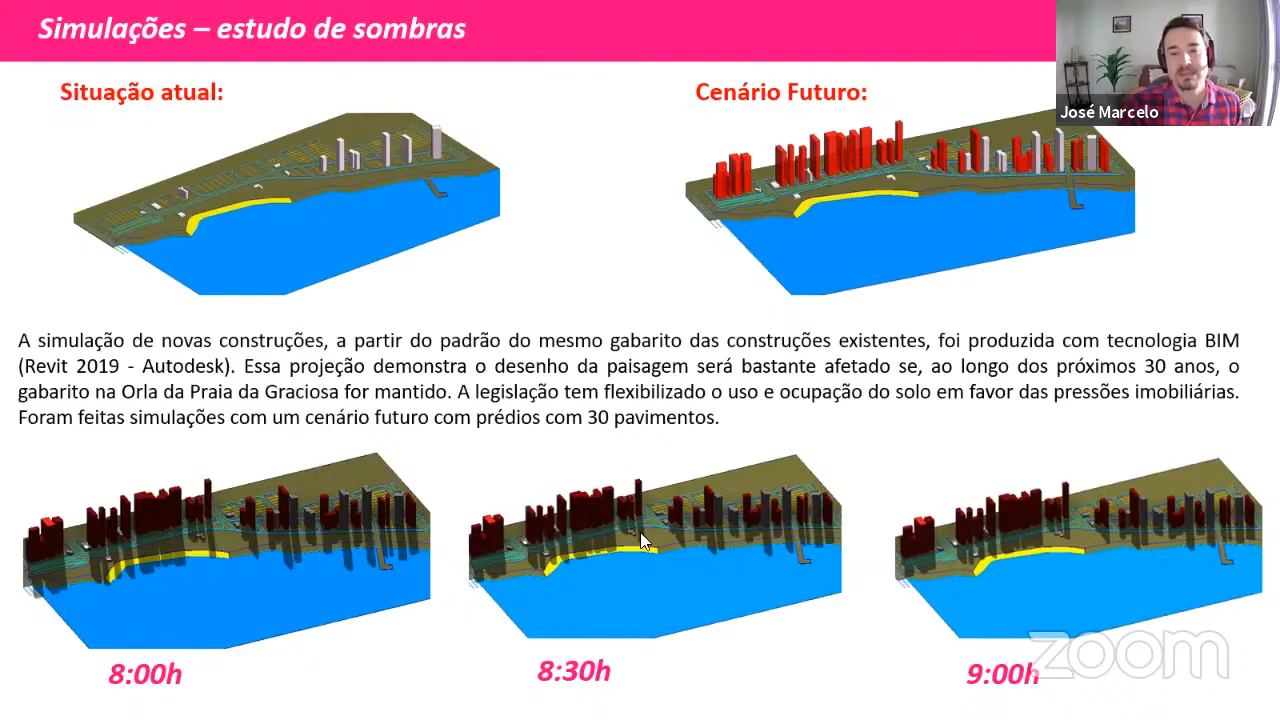 Simulações – estudo de sombras
José Marcelo
Situação atual:
Cenário Futuro:
A simulação de novas construções, a partir do padrão do mesmo gabarito das construções existentes, foi produzida com tecnologia BIM
(Revit 2019 - Autodesk). Essa projeção demonstra o desenho da paisagem será bastante afetado se, ao longo dos próximos 30 anos, o
gabarito na Orla da Praia da Graciosa for mantido. A legislação tem flexibilizado o uso e ocupação do solo em favor das pressões imobiliárias.
Foram feitas simulações com um cenário futuro com prédios com 30 pavimentos.
8:00h
8:30h
9:00h
zoom